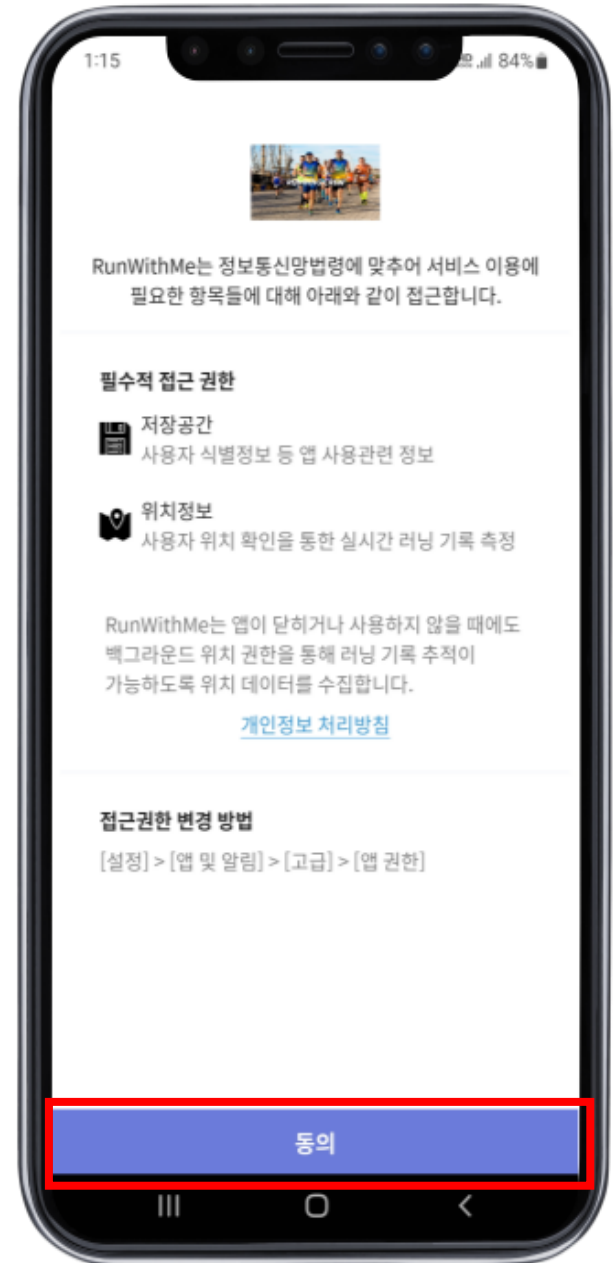 1:15
84%
RunWithMe는 정보통신망법령에 맞추어 서비스 이용에
필요한 항목들에 대해 아래와 같이 접근합니다.
필수적 접근 권한
저장공간
사용자 식별정보 등 앱 사용관련 정보
위치정보
사용자 위치 확인을 통한 실시간 러닝 기록 측정
RunWithMe는 앱이 닫히거나 사용하지 않을 때에도
백그라운드 위치 권한을 통해 러닝 기록 추적이
가능하도록 위치 데이터를 수집합니다.
개인정보 처리방침
접근권한 변경 방법
[설정] > [앱 및 알림] > [고급] > [앱 권한]
동의